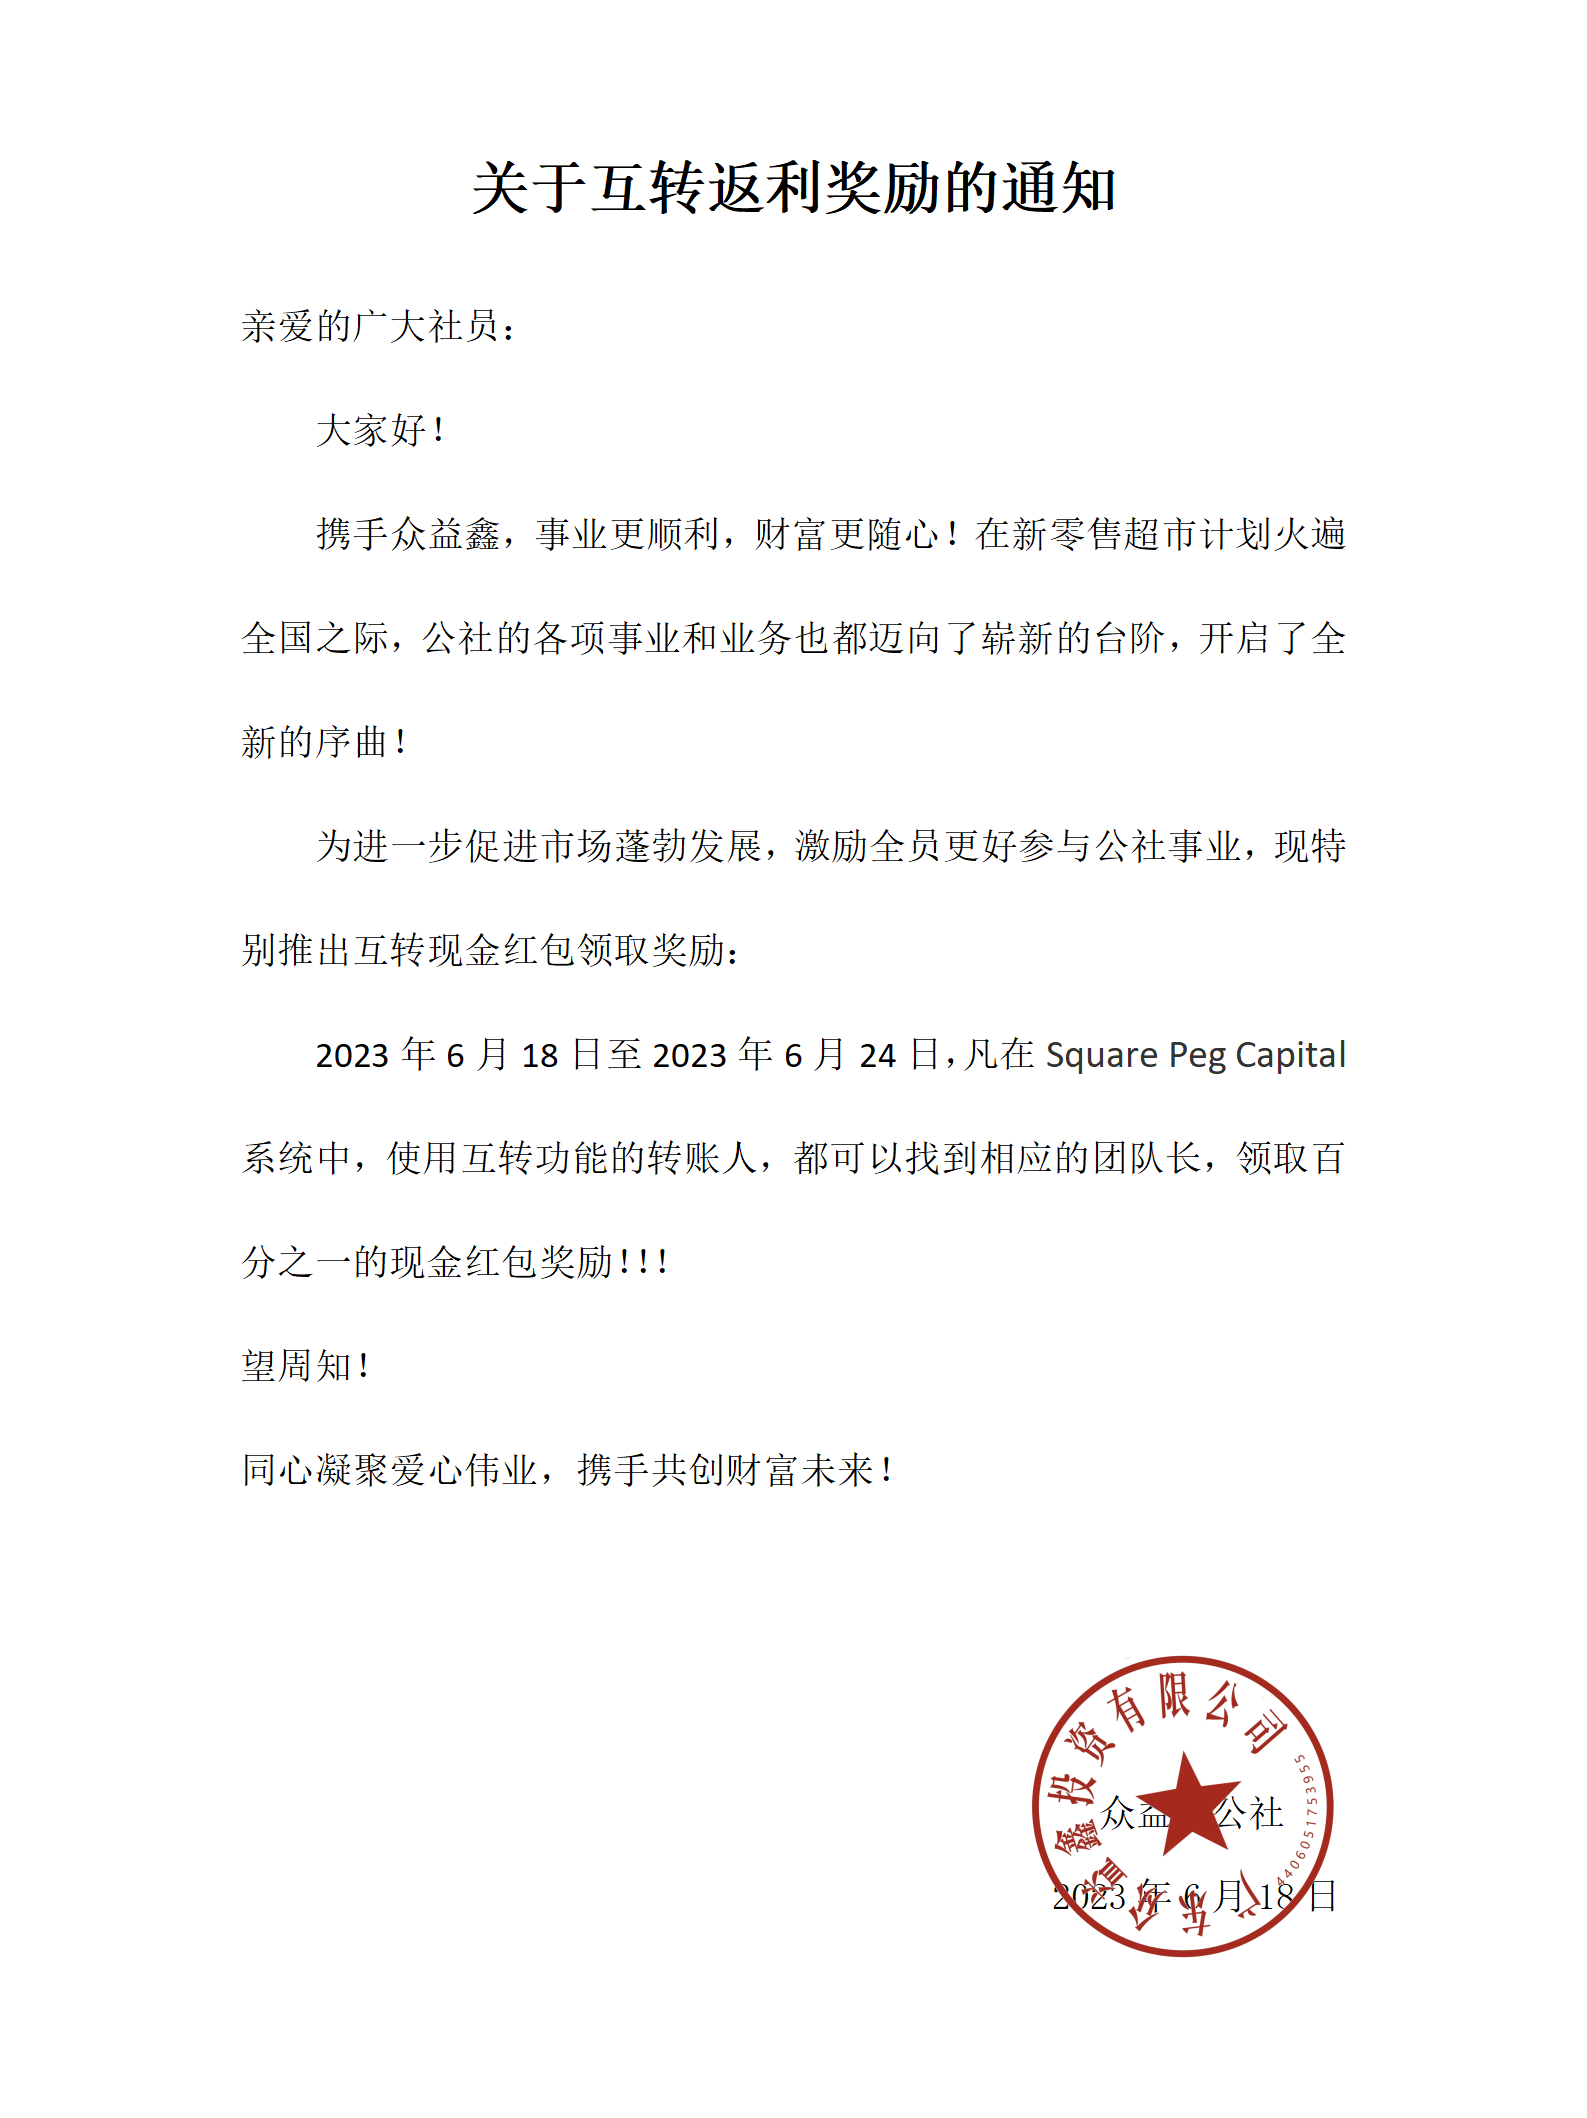 关于互转返利奖励的通知
亲爱的广大社员：
大家好！
携手众益鑫，事业更顺利，财富更随心！在新零售超市计划火遍
全国之际，公社的各项事业和业务也都迈向了崭新的台阶，开启了全
新的序曲！
为进一步促进市场蓬勃发展，激励全员更好参与公社事业，现特
别推出互转现金红包领取奖励：
2023 年 6 月 18 日至 2023 年 6 月 24 日，凡在 Square Peg Capital
系统中，使用互转功能的转账人，都可以找到相应的团队长，领取百
分之一的现金红包奖励！！！
望周知！
同心凝聚爱心伟业，携手共创财富未来！
广东众益鑫投资有限公司
4406051753955
众益 公社
2023 年 6 月 18 日